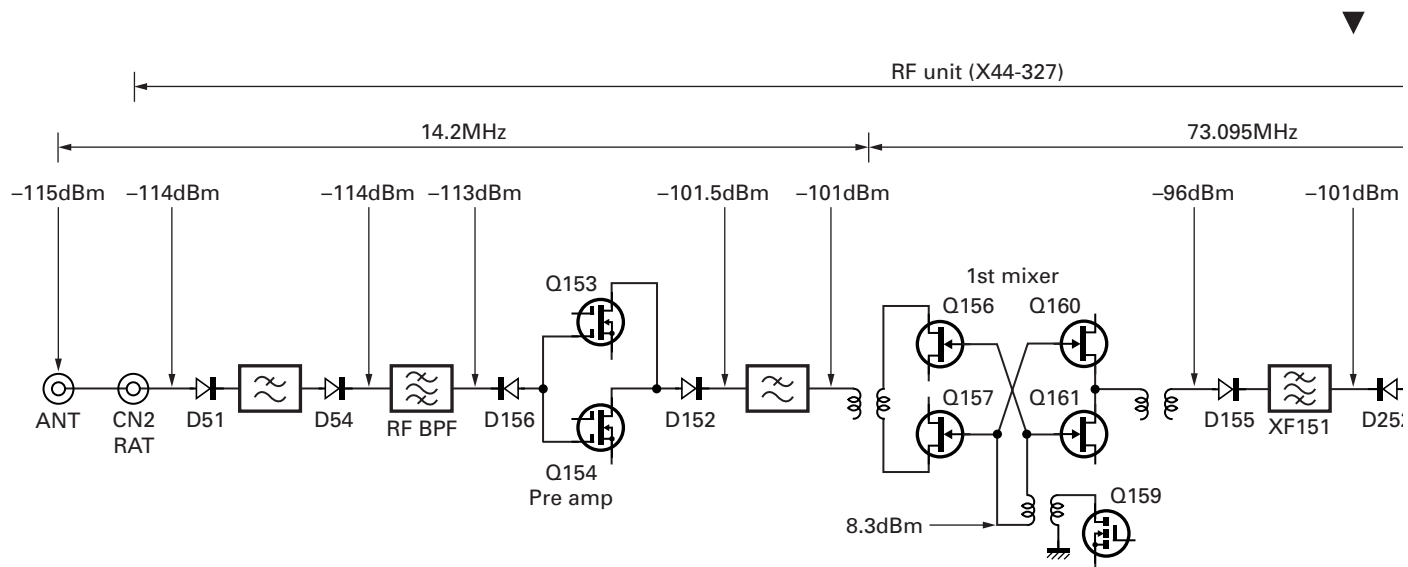 RF unit (X44-327)
14.2MHz
73.095MHz
–115dBm
–114dBm
–114dBm
–113dBm
–101.5dBm
–101dBm
–96dBm
–101dBm
Q153
1st mixer
Q156
Q160
ANT
CN2
RAT
D51
D54
RF BPF
D156
Q154
Pre amp
D152
Q157
Q161
D155
XF151
D252
Q159
8.3dBm